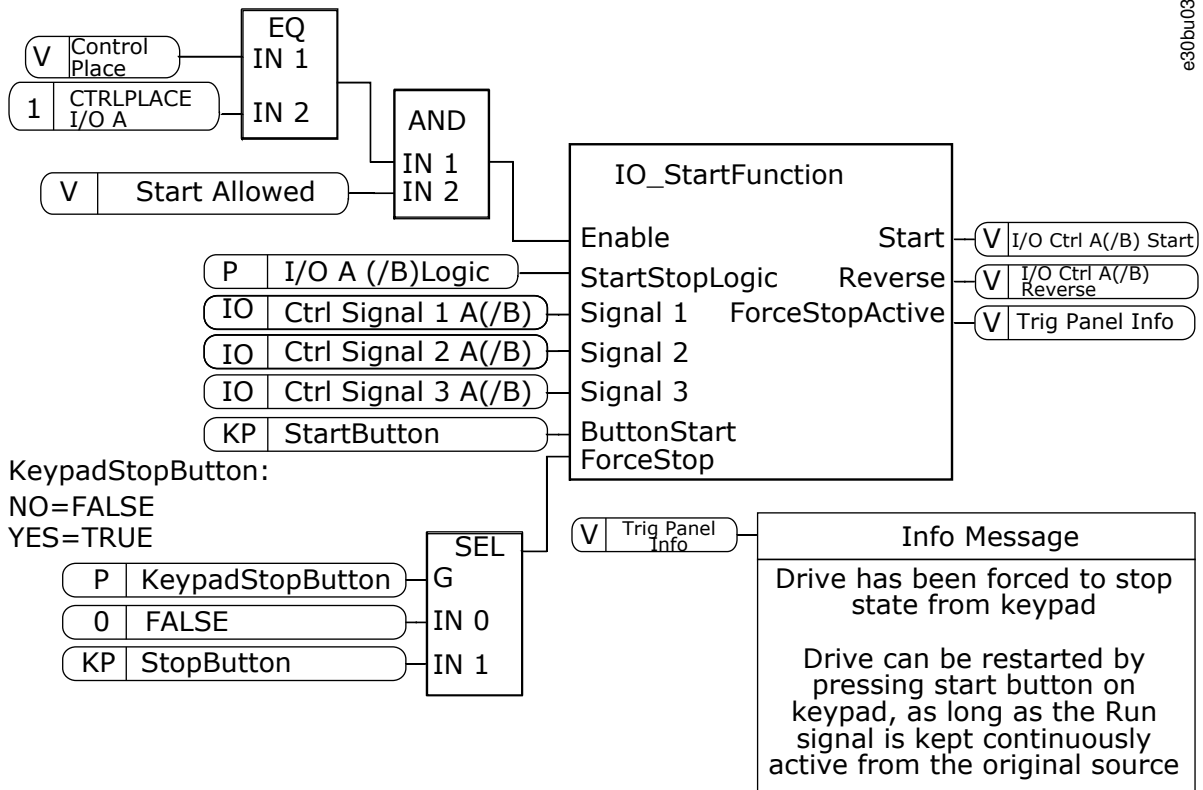 e30bu03
EQ
V Control
Place
IN 1
1 CTRLPLACE
I/O A
IN 2
AND
IN 1
V Start Allowed
IN 2
IO_StartFunction
Enable
Start
V I/O Ctrl A(/B) Start
P I/O A (/B)Logic
StartStopLogic
Reverse
V I/O Ctrl A(/B)
Reverse
IO Ctrl Signal 1 A(/B)
Signal 1
ForceStopActive
V Trig Panel Info
IO Ctrl Signal 2 A(/B)
Signal 2
IO Ctrl Signal 3 A(/B)
Signal 3
KP StartButton
ButtonStart
ForceStop
KeypadStopButton:
NO=FALSE
YES=TRUE
SEL
P KeypadStopButton
G
0 FALSE
IN 0
KP StopButton
IN 1
V Trig Panel
Info
Info Message
Drive has been forced to stop
state from keypad
Drive can be restarted by
pressing start button on
keypad, as long as the Run
signal is kept continuously
active from the original source